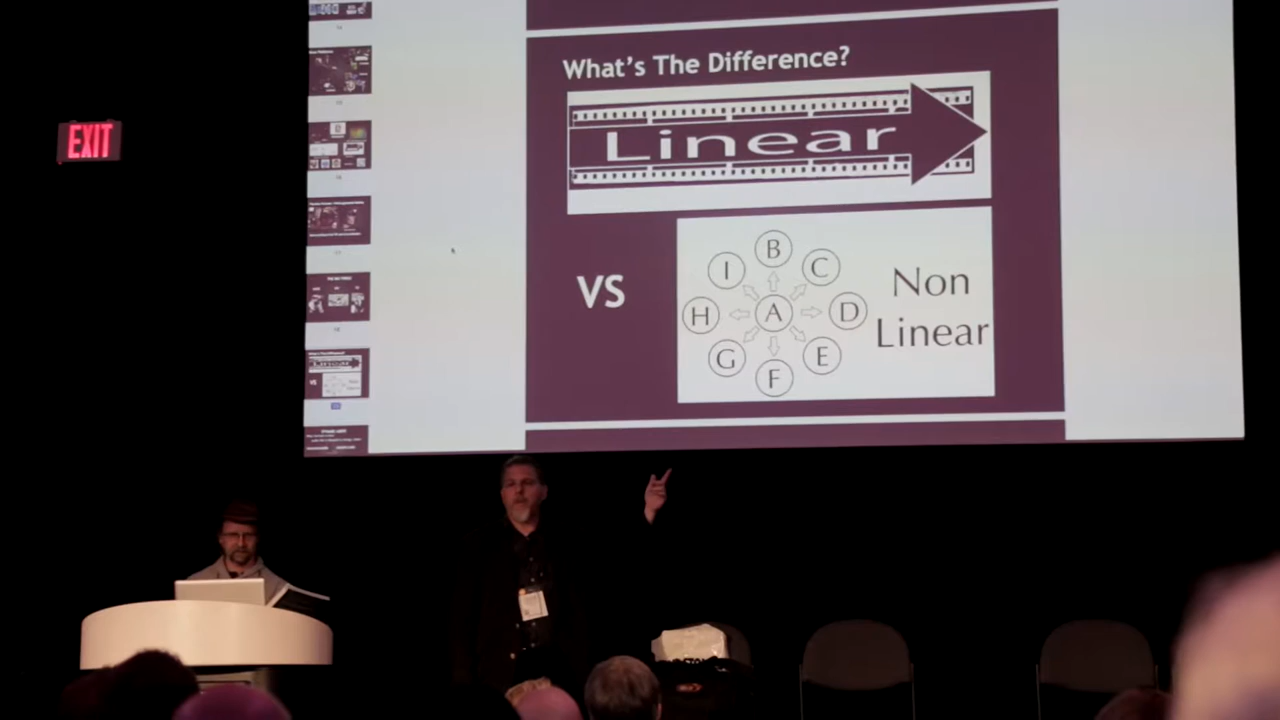 EXIT
What's The Difference?
Linear
VS
B
I
C
H
A
D
G
E
F
Non
Linear